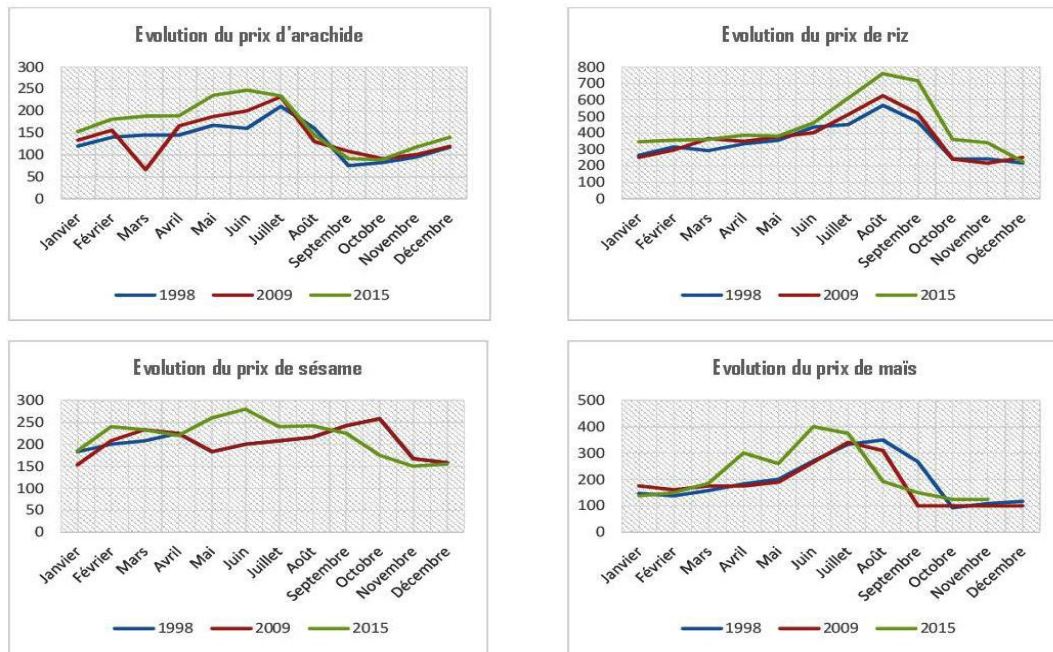 Evolution du prix d'arachide
300
250
200
150
100
50
0
Janvier
Février
Mars
Avril
Mai
Juin
Juillet
Août
Septembre
Octobre
Novembre
Décembre
1998 2009 2015
Evolution du prix de riz
800
700
600
500
400
300
200
100
0
Janvier
Février
Mars
Avril
Mai
Juin
Juillet
Août
Septembre
Octobre
Novembre
Décembre
1998 2009 2015
Evolution du prix de sésame
300
250
200
150
100
50
0
Janvier
Février
Mars
Avril
Mai
Juin
Juillet
Août
Septembre
Octobre
Novembre
Décembre
1998 2009 2015
Evolution du prix de maïs
500
400
300
200
100
0
Janvier
Février
Mars
Avril
Mai
Juin
Juillet
Août
Septembre
Octobre
Novembre
Décembre
1998 2009 2015